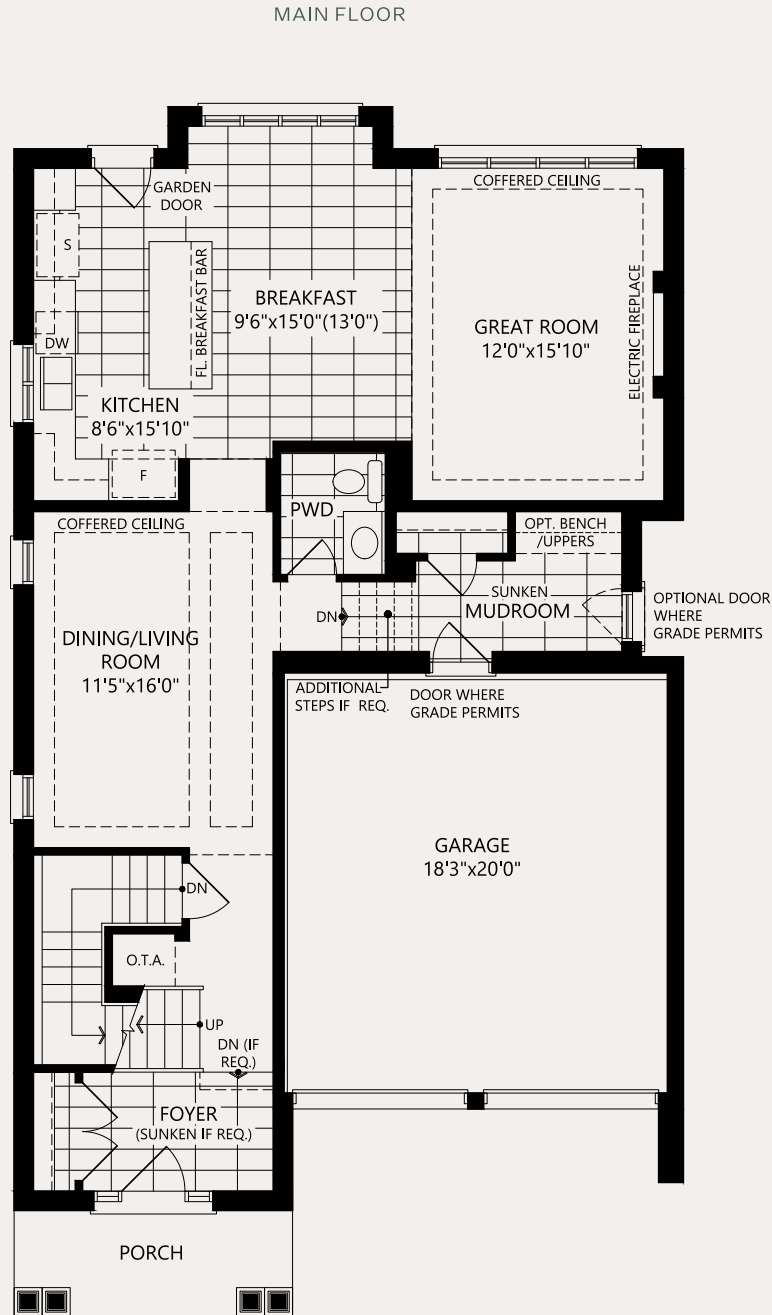 MAIN FLOOR
GARDEN
DOOR
COFFERED CEILING
S
FL. BREAKFAST BAR
BREAKFAST
9'6"x15'0"(13'0")
GREAT ROOM
12'0"x15'10"
ELECTRIC FIREPLACE
DW
KITCHEN
8'6"x15'10"
F
PWD
COFFERED CEILING
OPT. BENCH
/UPPERS
SUNKEN
MUDROOM
OPTIONAL DOOR
WHERE
GRADE PERMITS
DN
DINING/LIVING
ROOM
11'5"x16'0"
ADDITIONAL
STEPS IF REQ.
DOOR WHERE
GRADE PERMITS
GARAGE
18'3"x20'0"
DN
O.T.A.
UP
DN (IF
REQ.)
FOYER
(SUNKEN IF REQ.)
PORCH